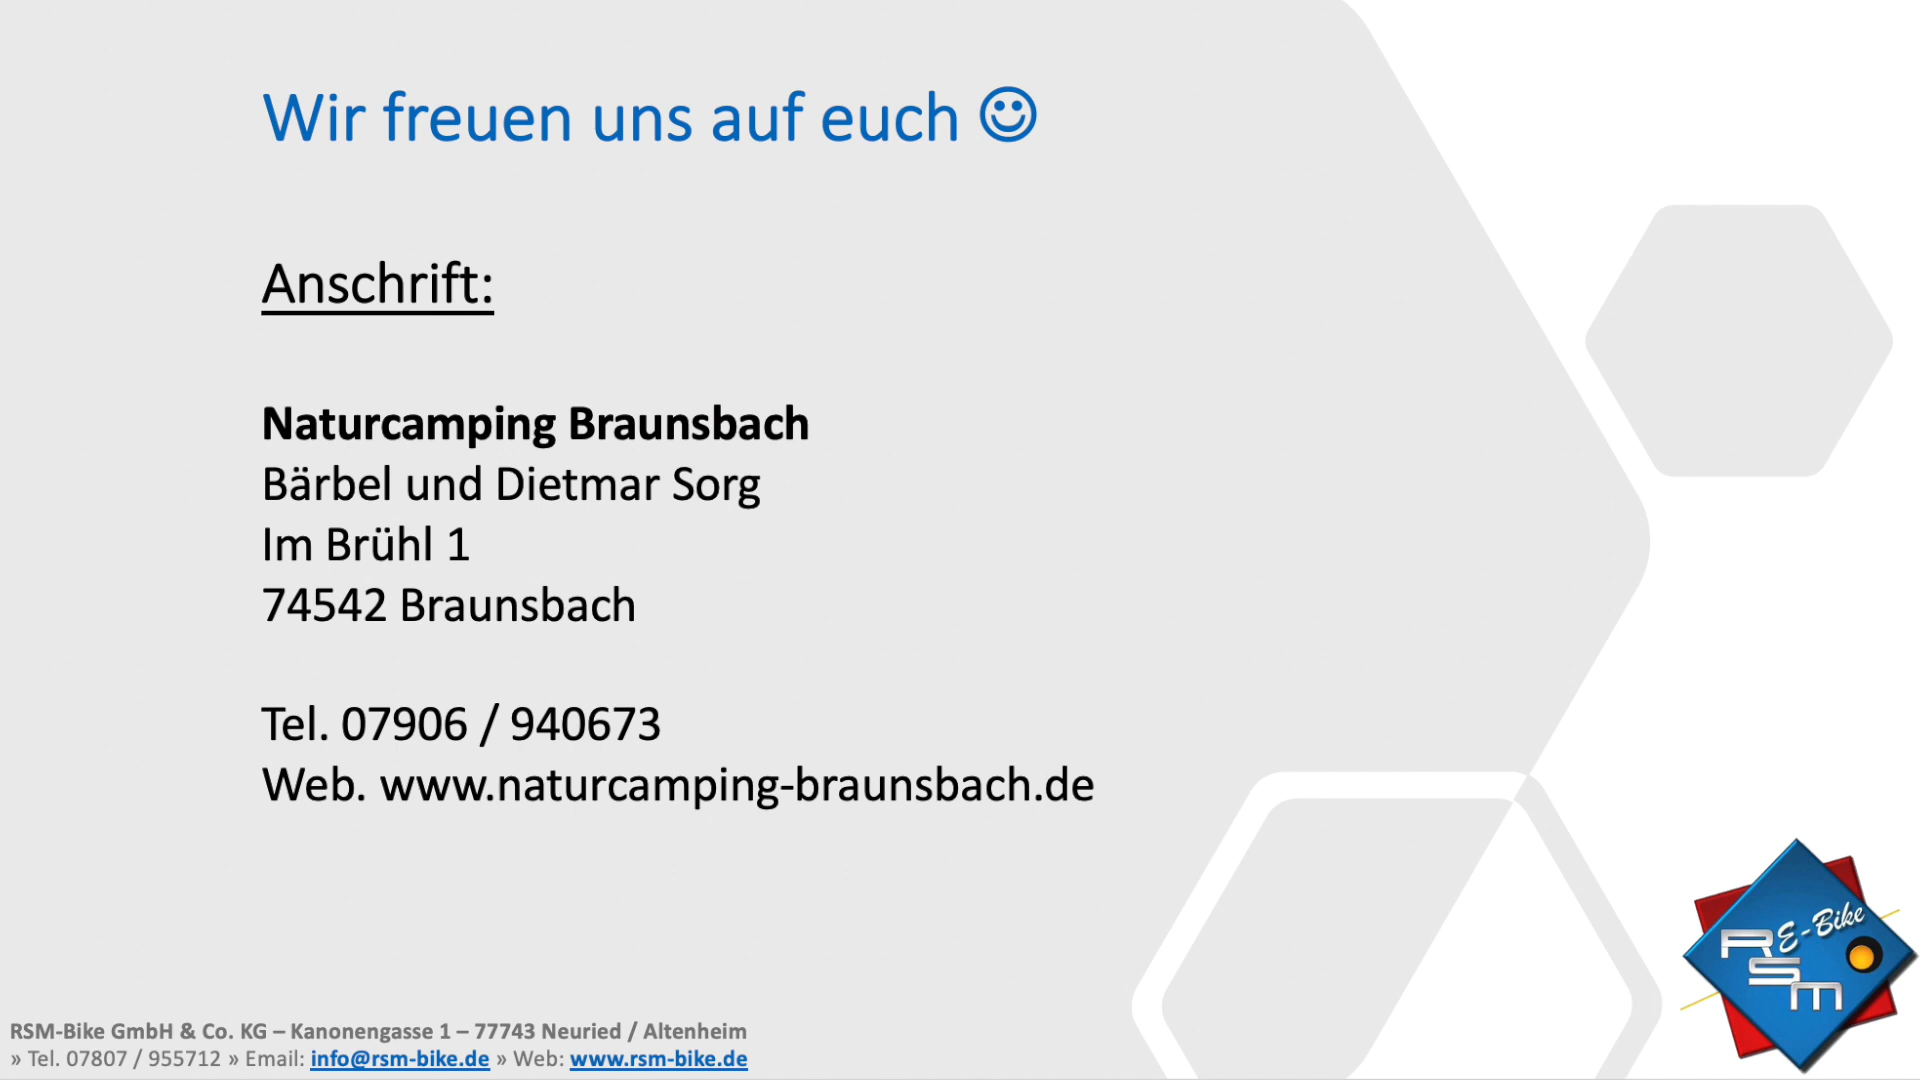 Wir freuen uns auf euch ☺
Anschrift:
Naturcamping Braunsbach
Bärbel und Dietmar Sorg
Im Brühl 1
74542 Braunsbach
Tel. 07906 / 940673
Web. www.naturcamping-braunsbach.de
E-Bike
RSM
RSM-Bike GmbH & Co. KG – Kanonengasse 1 – 77743 Neuried / Altenheim
» Tel. 07807 / 955712 » Email: info@rsm-bike.de » Web: www.rsm-bike.de